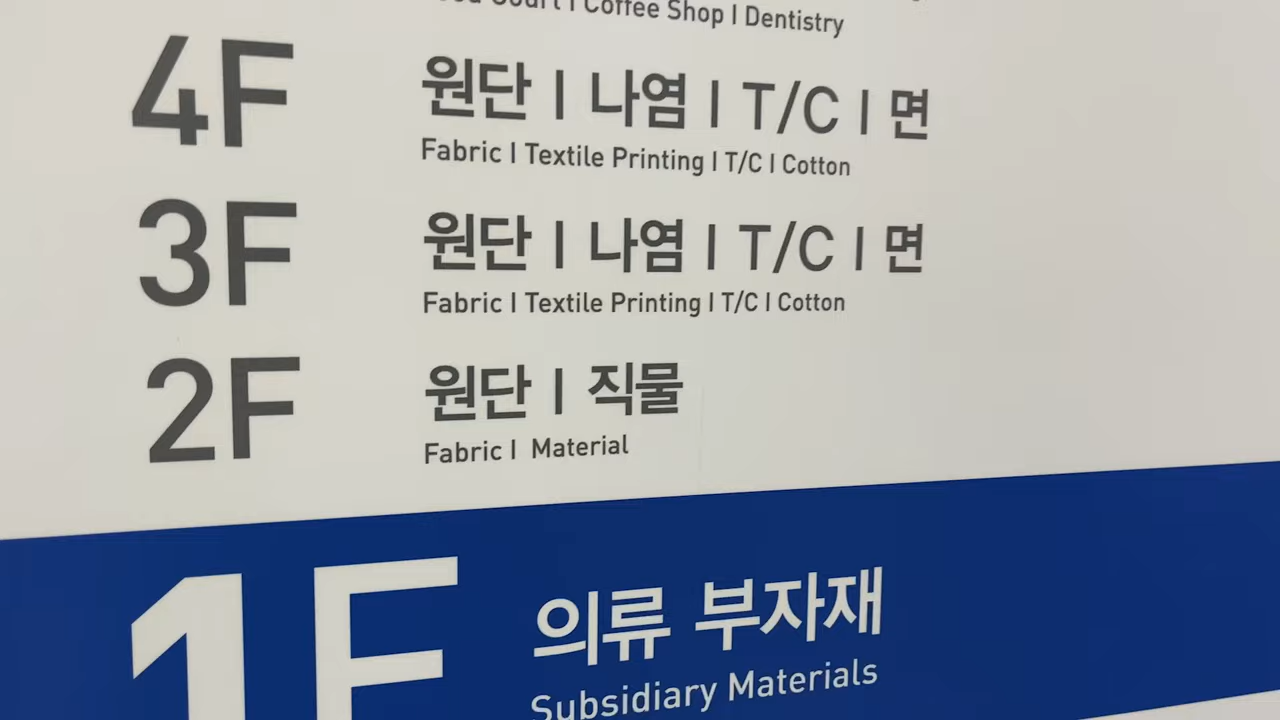 Coffee Shop | Dentistry
4F
원단 | 나염 | T/C | 면
Fabric | Textile Printing | T/C | Cotton
3F
원단 | 나염 | T/C | 면
Fabric | Textile Printing | T/C | Cotton
2F
원단 | 직물
Fabric | Material
1F
의류 부자재
Subsidiary Materials